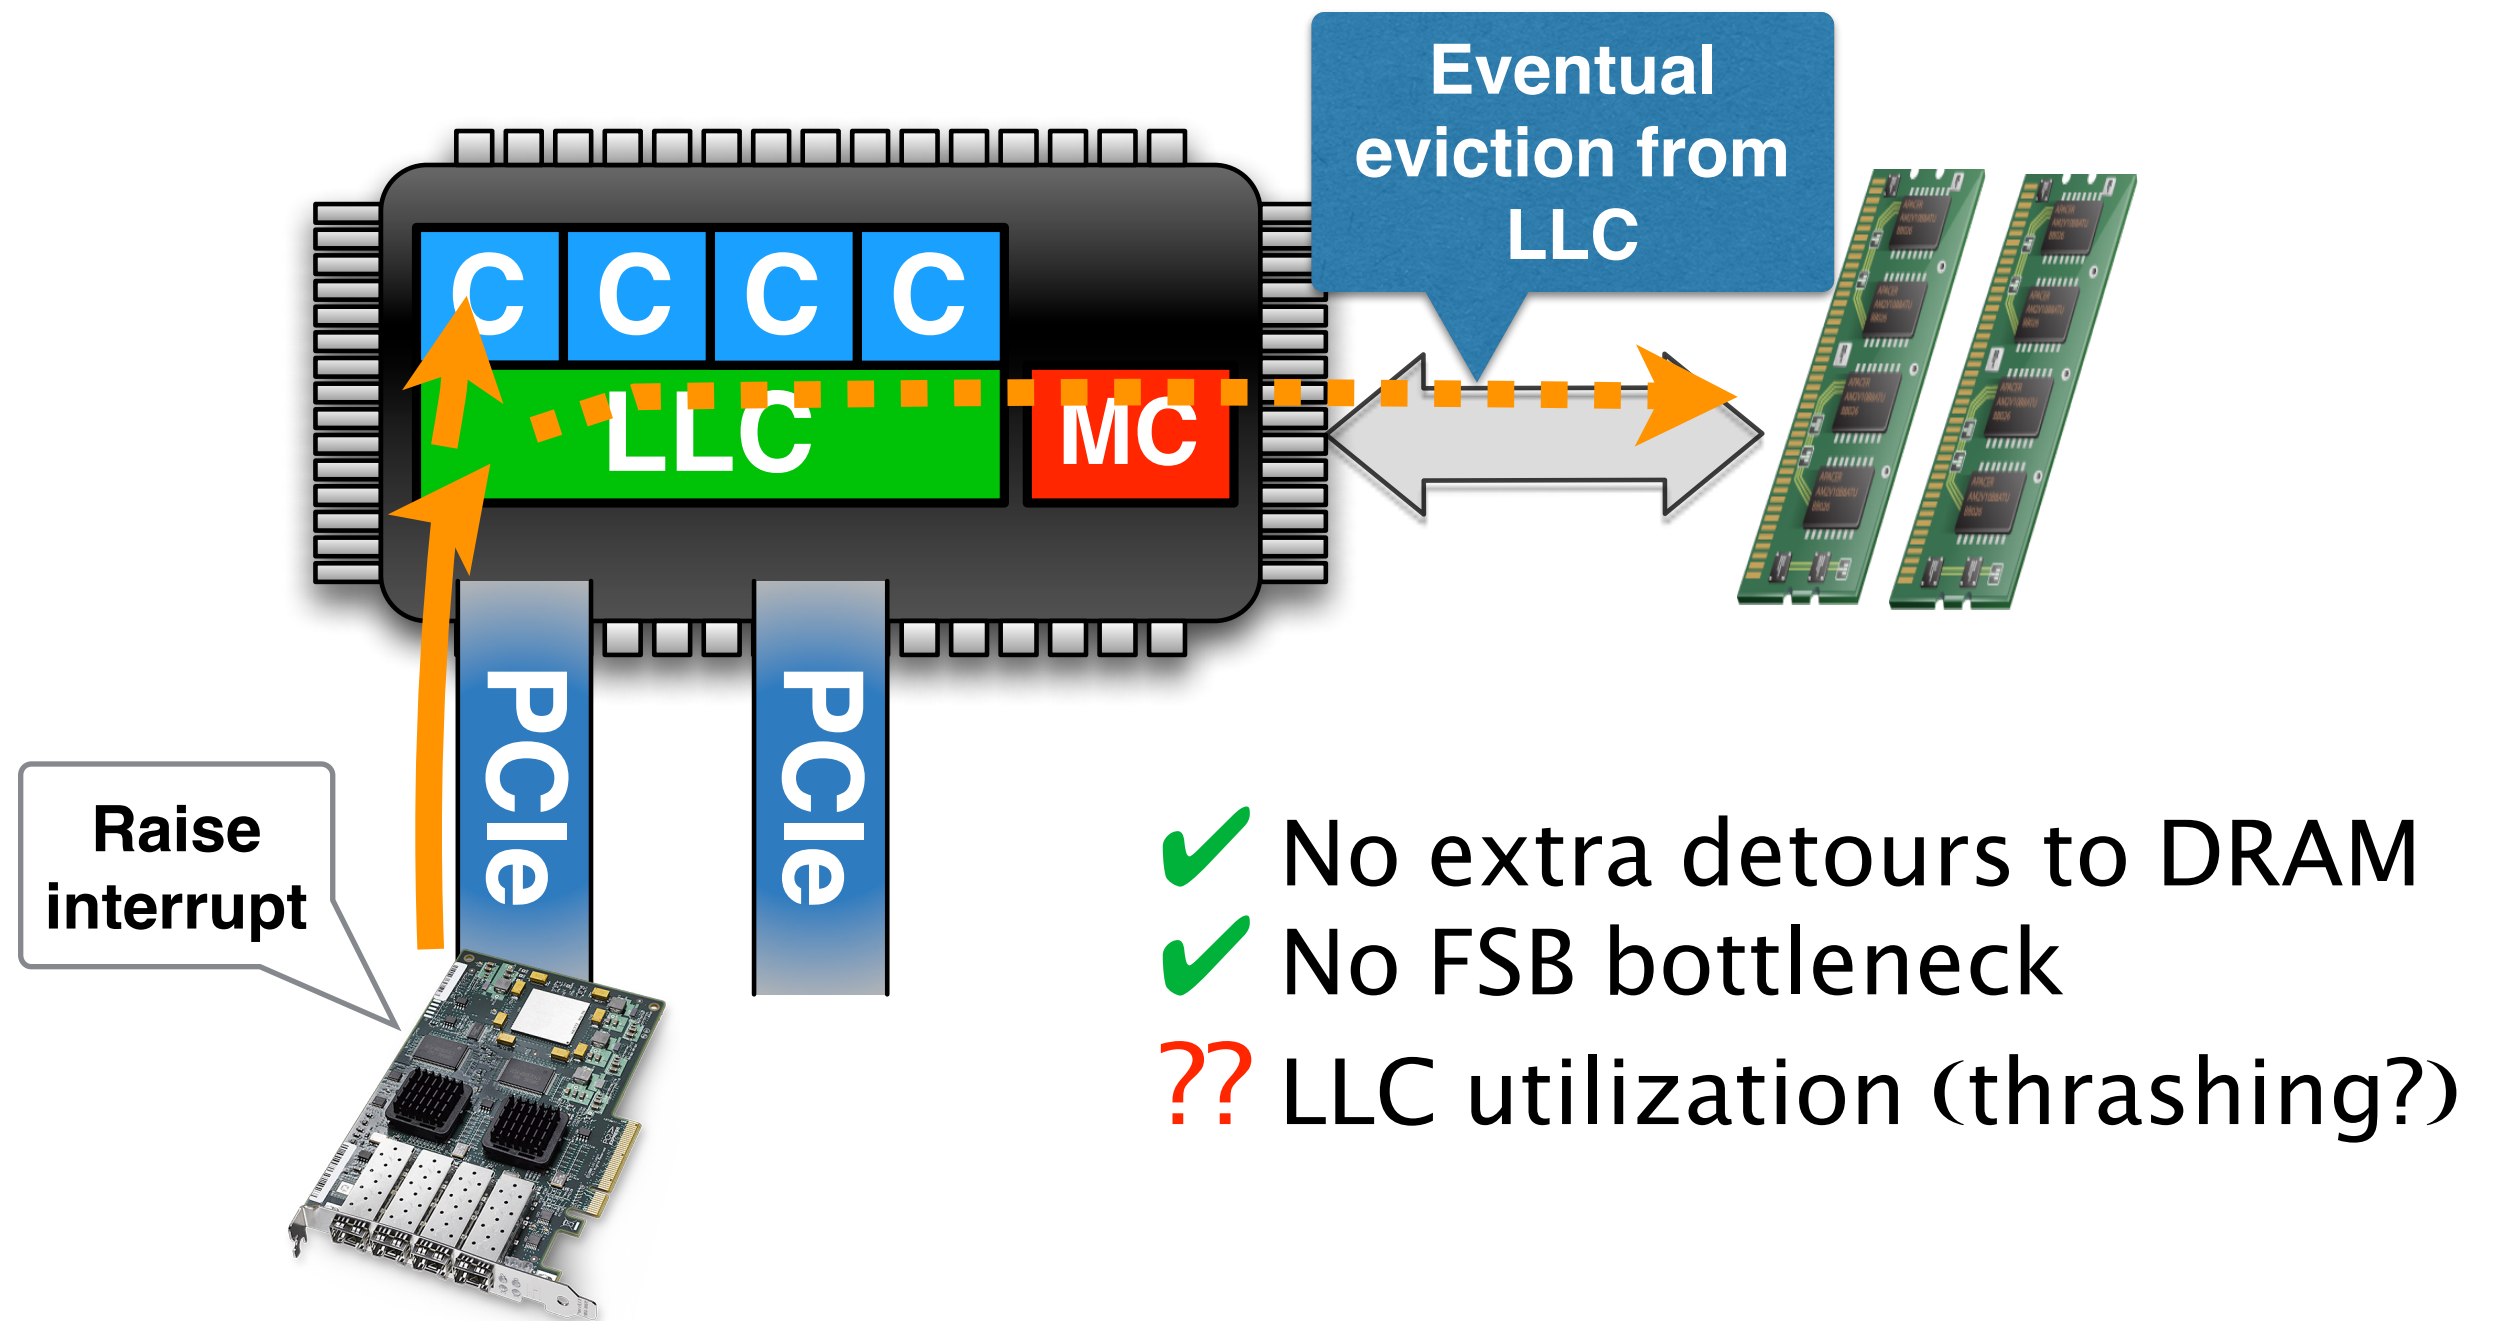 Eventual
eviction from
LLC
C C C C
LLC
MC
PCIe
PCIe
Raise
interrupt
✔ No extra detours to DRAM
✔ No FSB bottleneck
?? LLC utilization (thrashing?)